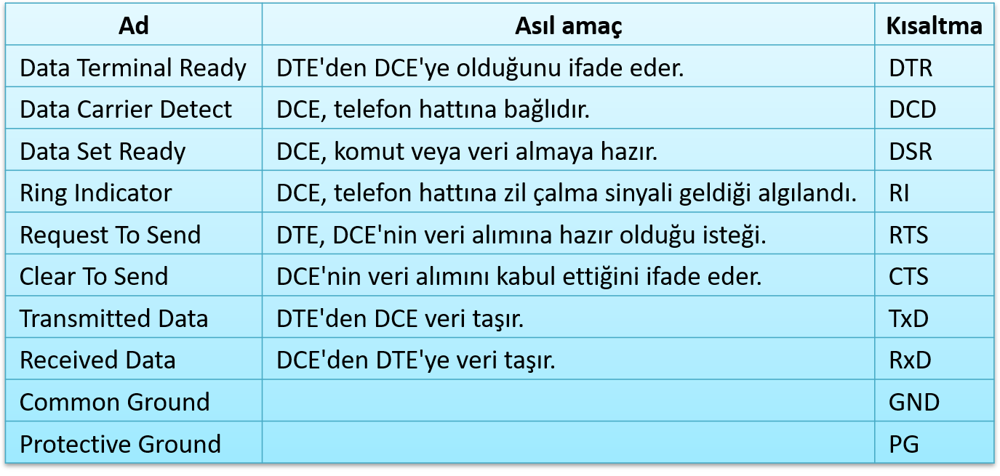 Ad Asıl amaç Kısaltma
Data Terminal Ready DTE'den DCE'ye olduğunu ifade eder. DTR
Data Carrier Detect DCE, telefon hattına bağlıdır. DCD
Data Set Ready DCE, komut veya veri almaya hazır. DSR
Ring Indicator DCE, telefon hattına zil çalma sinyali geldiği algılandı. RI
Request To Send DTE, DCE'nin veri alımına hazır olduğu isteği. RTS
Clear To Send DCE'nin veri alımını kabul ettiğini ifade eder. CTS
Transmitted Data DTE'den DCE veri taşır. TxD
Received Data DCE'den DTE'ye veri taşır. RxD
Common Ground GND
Protective Ground PG